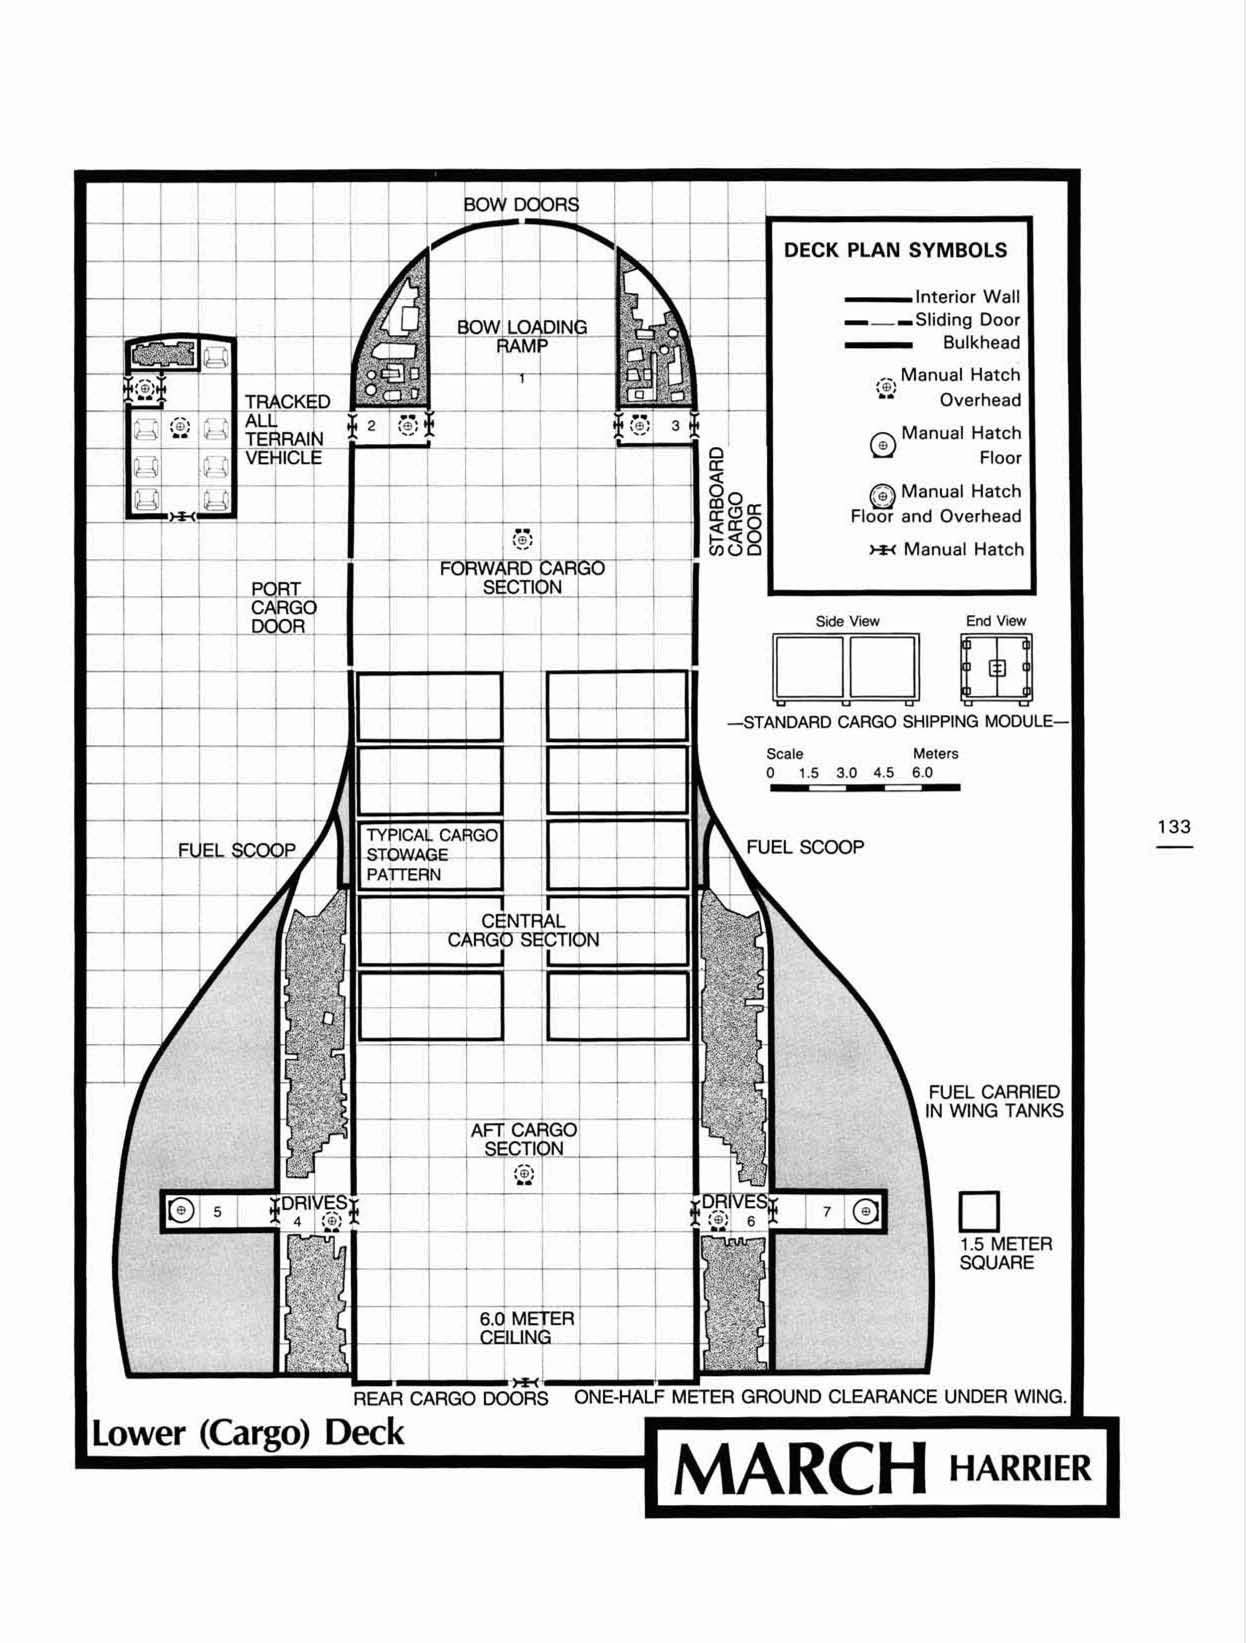 BOW DOORS
DECK PLAN SYMBOLS
Interior Wall
Sliding Door
Bulkhead
Manual Hatch
Overhead
Manual Hatch
Floor
Manual Hatch
Floor and Overhead
Manual Hatch
BOW LOADING
RAMP
1
2
3
TRACKED
ALL
TERRAIN
VEHICLE
STARBOARD
CARGO
DOOR
FORWARD CARGO
SECTION
PORT
CARGO
DOOR
Side View
End View
—STANDARD CARGO SHIPPING MODULE—
Scale Meters
0 1.5 3.0 4.5 6.0
133
TYPICAL CARGO
STOWAGE
PATTERN
FUEL SCOOP
FUEL SCOOP
CENTRAL
CARGO SECTION
FUEL CARRIED
IN WING TANKS
AFT CARGO
SECTION
5
DRIVES
4
DRIVES
6
7
1.5 METER
SQUARE
6.0 METER
CEILING
REAR CARGO DOORS
ONE-HALF METER GROUND CLEARANCE UNDER WING.
Lower (Cargo) Deck
MARCH HARRIER